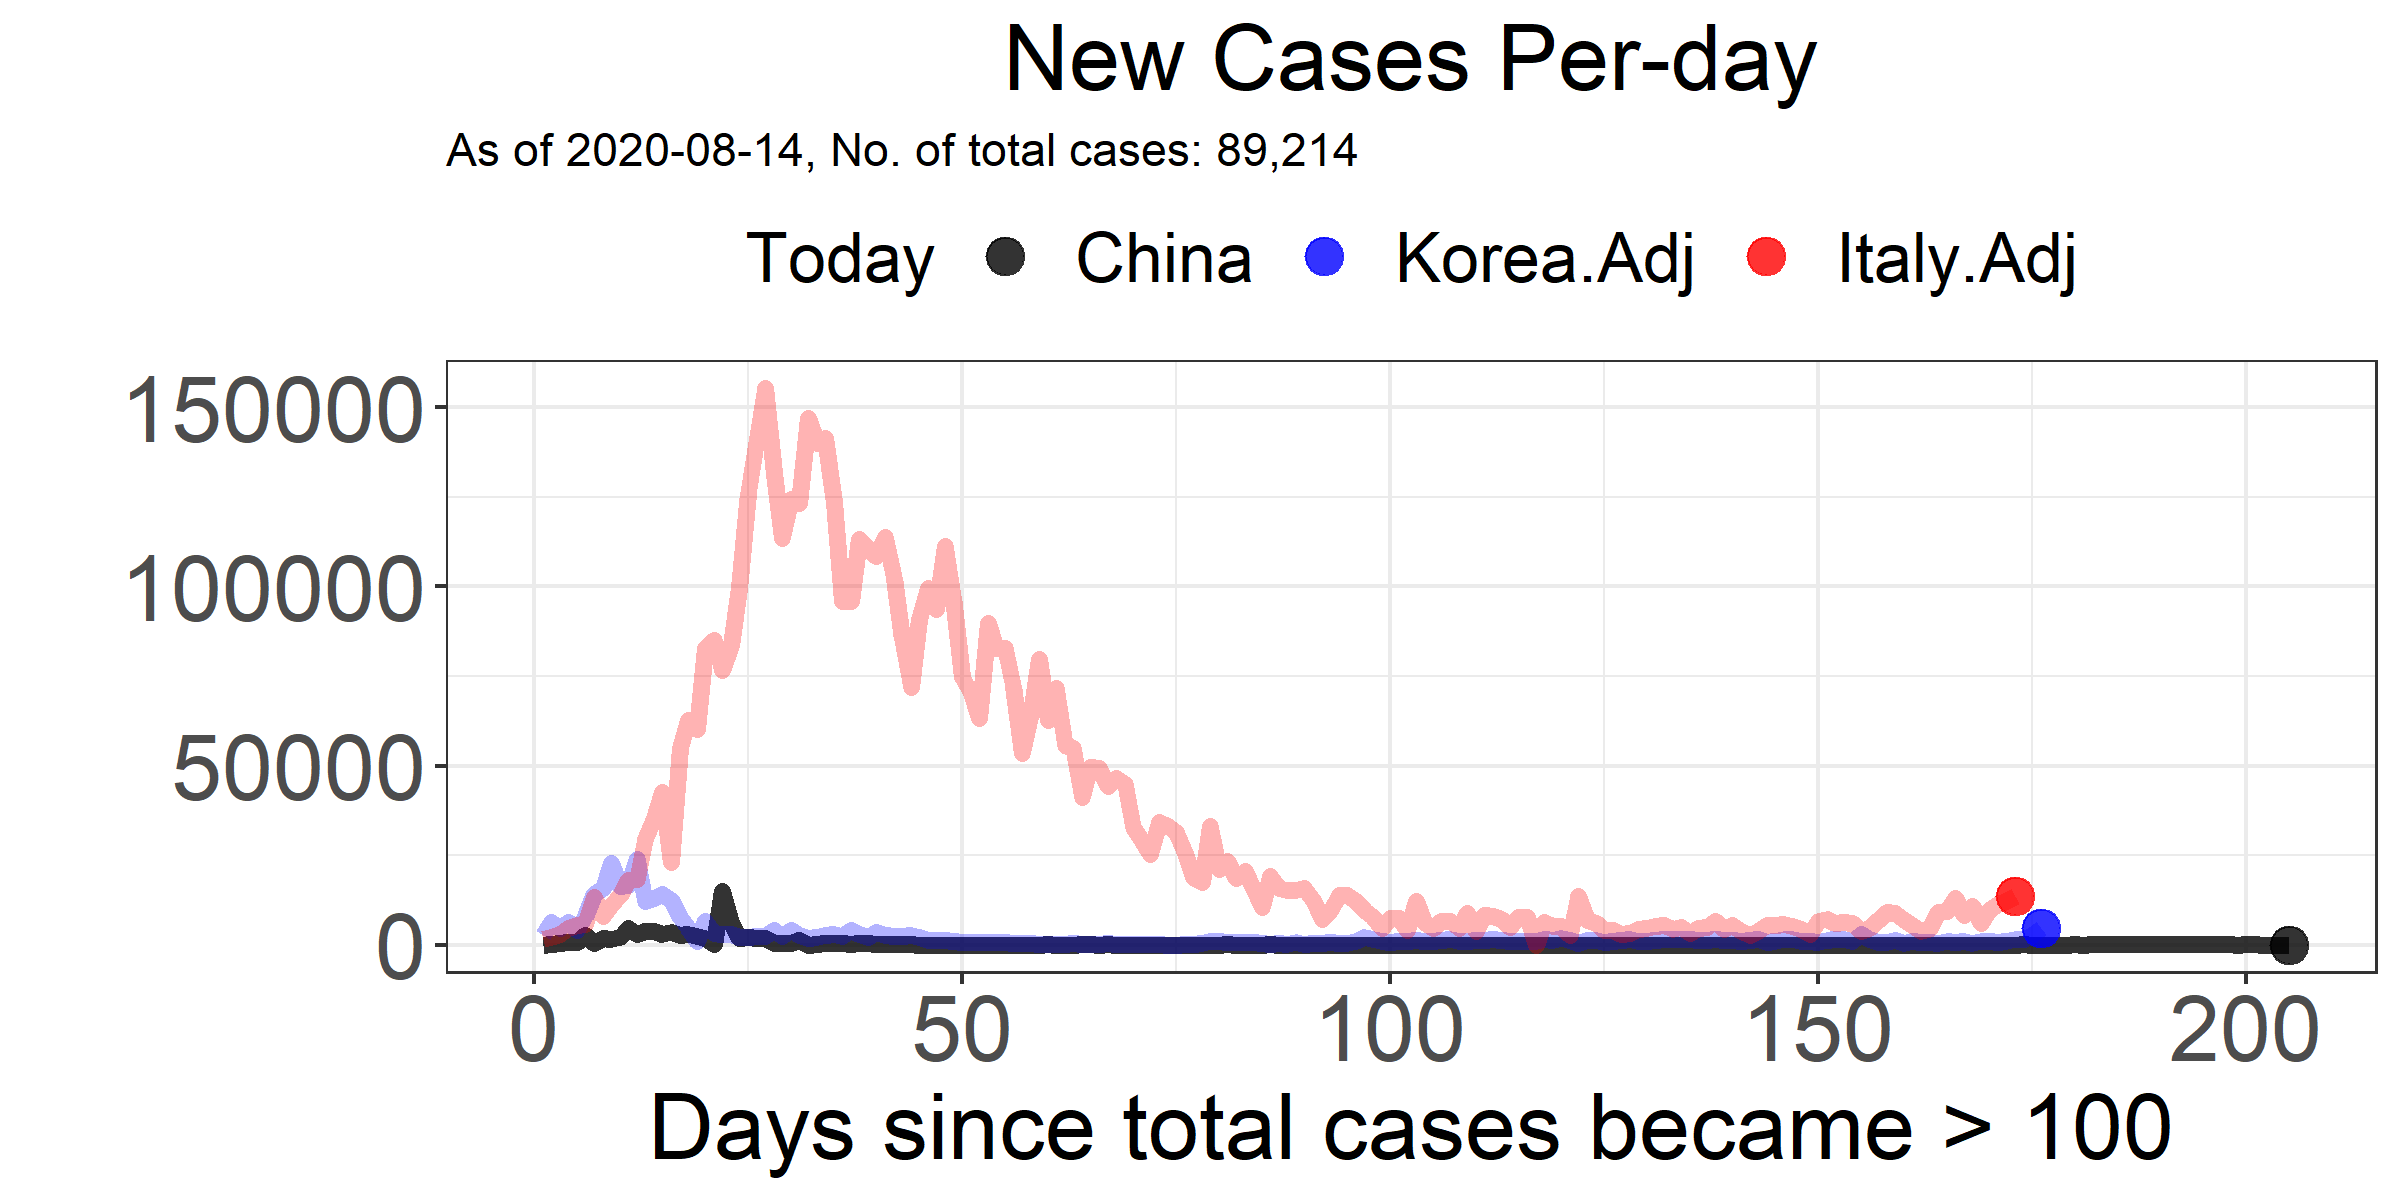 New Cases Per-day
As of 2020-08-14, No. of total cases: 89,214
Today China Korea.Adj Italy.Adj
150000
100000
50000
0
0 50 100 150 200
Days since total cases became > 100